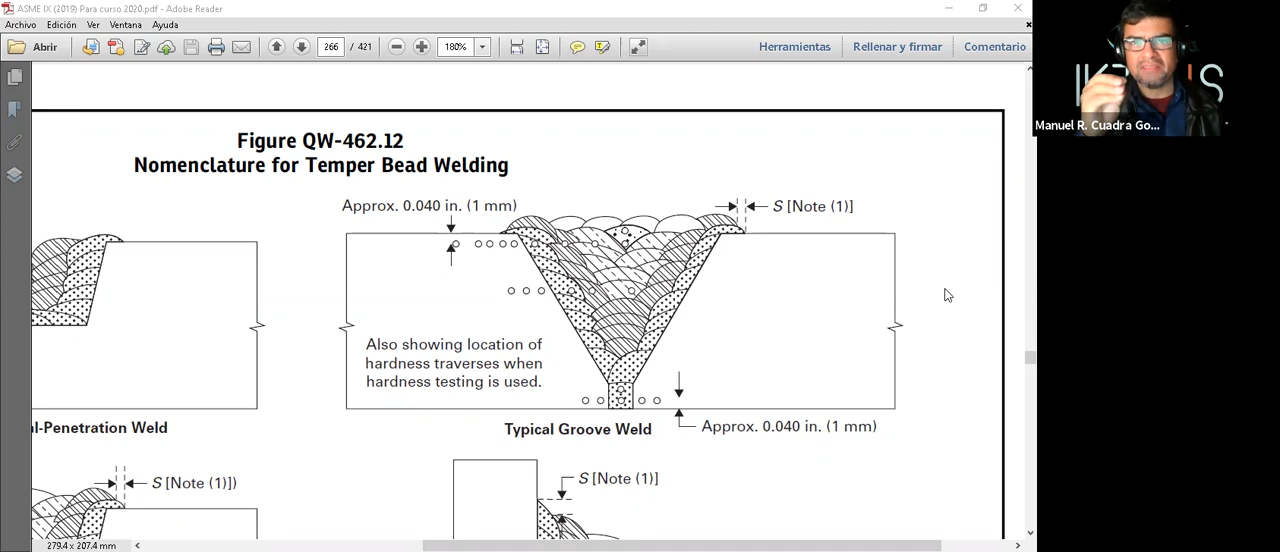 ASME IX (2019) Para curso 2020.pdf - Adobe Reader
Archivo Edición Ver Ventana Ayuda
Abrir
266 / 421
180%
Herramientas
Rellenar y firmar
Comentario
Manuel R. Cuadra Go...
Figure QW-462.12
Nomenclature for Temper Bead Welding
Approx. 0.040 in. (1 mm)
S [Note (1)]
Also showing location of
hardness traverses when
hardness testing is used.
al-Penetration Weld
Typical Groove Weld
Approx. 0.040 in. (1 mm)
S [Note (1)])
S [Note (1)]
279.4 x 207.4 mm